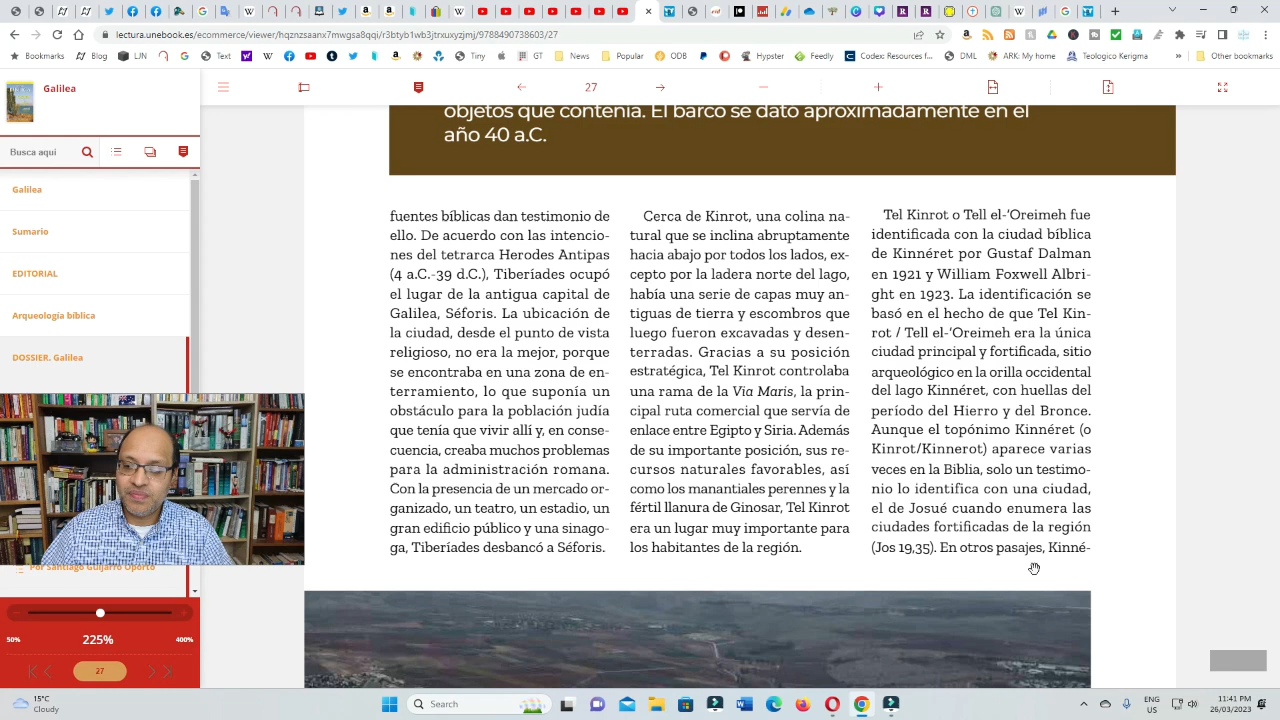 lectura.unebook.es/ecommerce/viewer/hqznzsaanx7mwgsa8qqi/r3btyb1wb3jtrxuxyzjmj/9788490738603/27
Text
ODB
Hypster
Feedly
Codex Sinaiticus - H...
DMO
ARK: My Home
Teologico Kerigma
»
Other bookmarks
News
Popular
Galilea
27
Busca aquí
Galilea
Sumario
EDITORIAL
Arqueología bíblica
DOSSIER. Galilea
Por Santiago Guijarro Oporto
50%
225%
400%
27
objetos que contenía. El barco se dató aproximadamente en el
año 40 a.C.
fuentes bíblicas dan testimonio de
ello. De acuerdo con las intencio-
nes del tetrarca Herodes Antipas
(4 a.C.-39 d.C.), Tiberíades ocupó
el lugar de la antigua capital de
Galilea, Séforis. La ubicación de
la ciudad, desde el punto de vista
religioso, no era la mejor, porque
se encontraba en una zona de en-
terramiento, lo que suponía un
obstáculo para la población judía
que tenía que vivir allí y, en conse-
cuencia, creaba muchos problemas
para la administración romana.
Con la presencia de un mercado or-
ganizado, un teatro, un estadio, un
gran edificio público y una sinago-
ga, Tiberíades desbancó a Séforis.
Cerca de Kinrot, una colina na-
tural que se inclina abruptamente
hacia abajo por todos los lados, ex-
cepto por la ladera norte del lago,
había una serie de capas muy an-
tiguas de tierra y escombros que
luego fueron excavadas y desen-
terradas. Gracias a su posición
estratégica, Tel Kinrot controlaba
una rama de la Via Maris, la prin-
cipal ruta comercial que servía de
enlace entre Egipto y Siria. Además
de su importante posición, sus re-
cursos naturales favorables, así
como los manantiales perennes y la
fértil llanura de Ginosar, Tel Kinrot
era un lugar muy importante para
los habitantes de la región.
Tel Kinrot o Tell el-'Oreimeh fue
identificada con la ciudad bíblica
de Kinnéret por Gustaf Dalman
en 1921 y William Foxwell Albri-
ght en 1923. La identificación se
basó en el hecho de que Tel Kin-
rot / Tell el-'Oreimeh era la única
ciudad principal y fortificada, sitio
arqueológico en la orilla occidental
del lago Kinnéret, con huellas del
período del Hierro y del Bronce.
Aunque el topónimo Kinnéret (o
Kinrot/Kinnerot) aparece varias
veces en la Biblia, solo un testimo-
nio lo identifica con una ciudad,
el de Josué cuando enumera las
ciudades fortificadas de la región
(Jos 19,35). En otros pasajes, Kinné-
15°C
Cloudy
Search
ENG
US
11:41 PM
26/03/2023